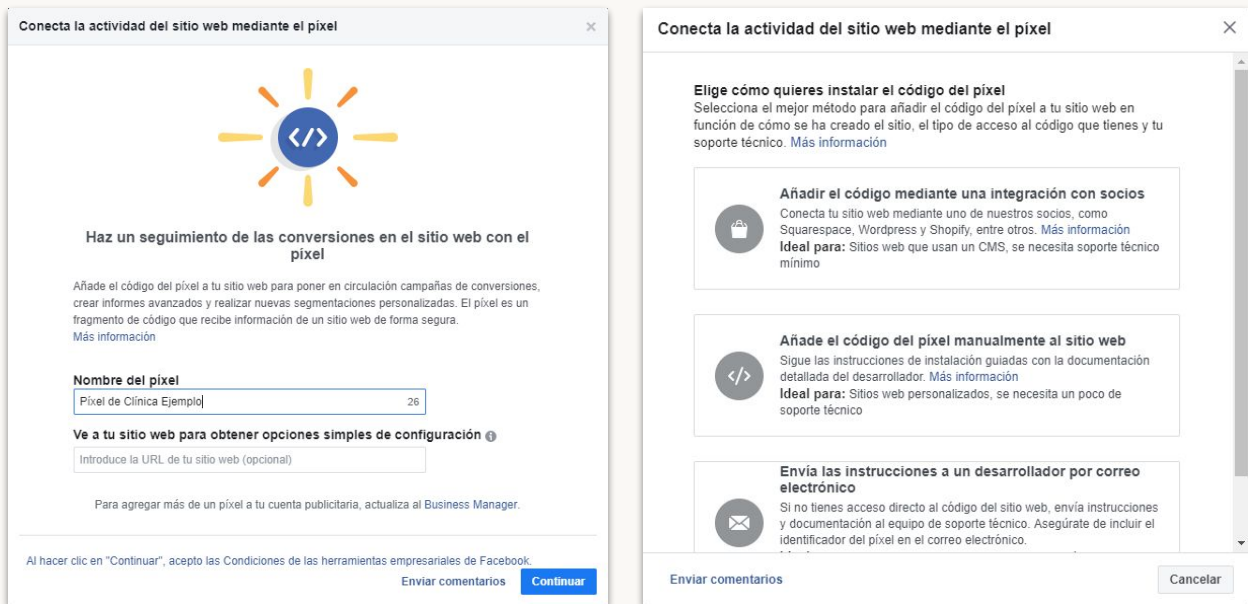 Conecta la actividad del sitio web mediante el píxel
Haz un seguimiento de las conversiones en el sitio web con el
píxel
Añade el código del píxel a tu sitio web para poner en circulación campañas de conversiones,
crear informes avanzados y realizar nuevas segmentaciones personalizadas. El píxel es un
fragmento de código que recibe información de un sitio web de forma segura.
Más información
Nombre del píxel
Píxel de Clínica Ejemplo 26
Ve a tu sitio web para obtener opciones simples de configuración
Introduce la URL de tu sitio web (opcional)
Para agregar más de un píxel a tu cuenta publicitaria, actualiza al Business Manager.
Al hacer clic en "Continuar", acepto las Condiciones de las herramientas empresariales de Facebook.
Enviar comentarios Continuar
Conecta la actividad del sitio web mediante el píxel
Elige cómo quieres instalar el código del píxel
Selecciona el mejor método para añadir el código del píxel a tu sitio web en
función de cómo se ha creado el sitio, el tipo de acceso al código que tienes y tu
soporte técnico. Más información
Añadir el código mediante una integración con socios
Conecta tu sitio web mediante uno de nuestros socios, como
Squarespace, Wordpress y Shopify, entre otros. Más información
Ideal para: Sitios web que usan un CMS, se necesita soporte técnico
mínimo
Añade el código del píxel manualmente al sitio web
Sigue las instrucciones de instalación guiadas con la documentación
detallada del desarrollador. Más información
Ideal para: Sitios web personalizados, se necesita un poco de
soporte técnico
Envía las instrucciones a un desarrollador por correo
electrónico
Si no tienes acceso directo al código del sitio web, envía instrucciones
y documentación al equipo de soporte técnico. Asegúrate de incluir el
identificador del píxel en el correo electrónico.
Enviar comentarios Cancelar